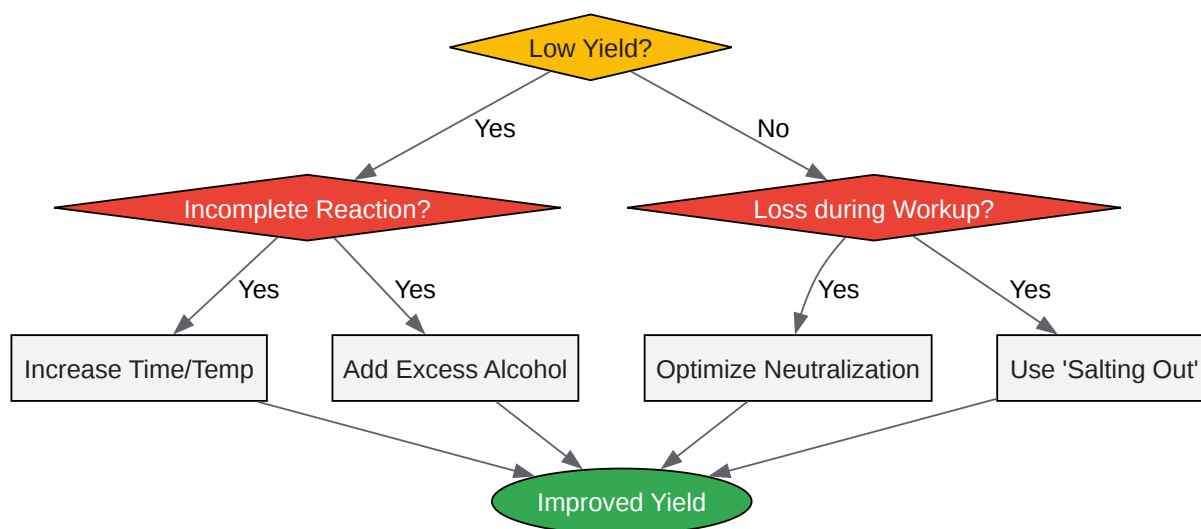 Low Yield?
Yes
No
Incomplete Reaction?
Loss during Workup?
Yes
Yes
Yes
Yes
Increase Time/Temp
Add Excess Alcohol
Optimize Neutralization
Use 'Salting Out'
Improved Yield